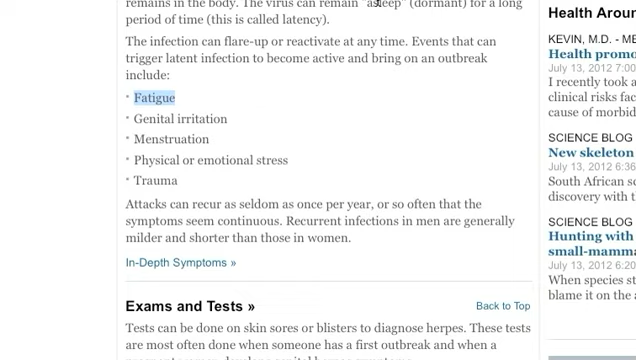 remains in the body. The virus can remain "asleep" (dormant) for a long
period of time (this is called latency).
The infection can flare-up or reactivate at any time. Events that can
trigger latent infection to become active and bring on an outbreak
include:
Fatigue
Genital irritation
Menstruation
Physical or emotional stress
Trauma
Attacks can recur as seldom as once per year, or so often that the
symptoms seem continuous. Recurrent infections in men are generally
milder and shorter than those in women.
In-Depth Symptoms »
Exams and Tests »
Back to Top
Tests can be done on skin sores or blisters to diagnose herpes. These tests
are most often done when someone has a first outbreak and when a
Health Aroun
KEVIN, M.D. - ME
Health promo
July 13, 2012 7:0
I recently took a
clinical risks fac
cause of morbid
SCIENCE BLOG
New skeleton
July 13, 2012 6:36
South African sc
discovery with t
SCIENCE BLOG
Hunting with
small-mamma
July 13, 2012 6:20
When species st
blame it on the a